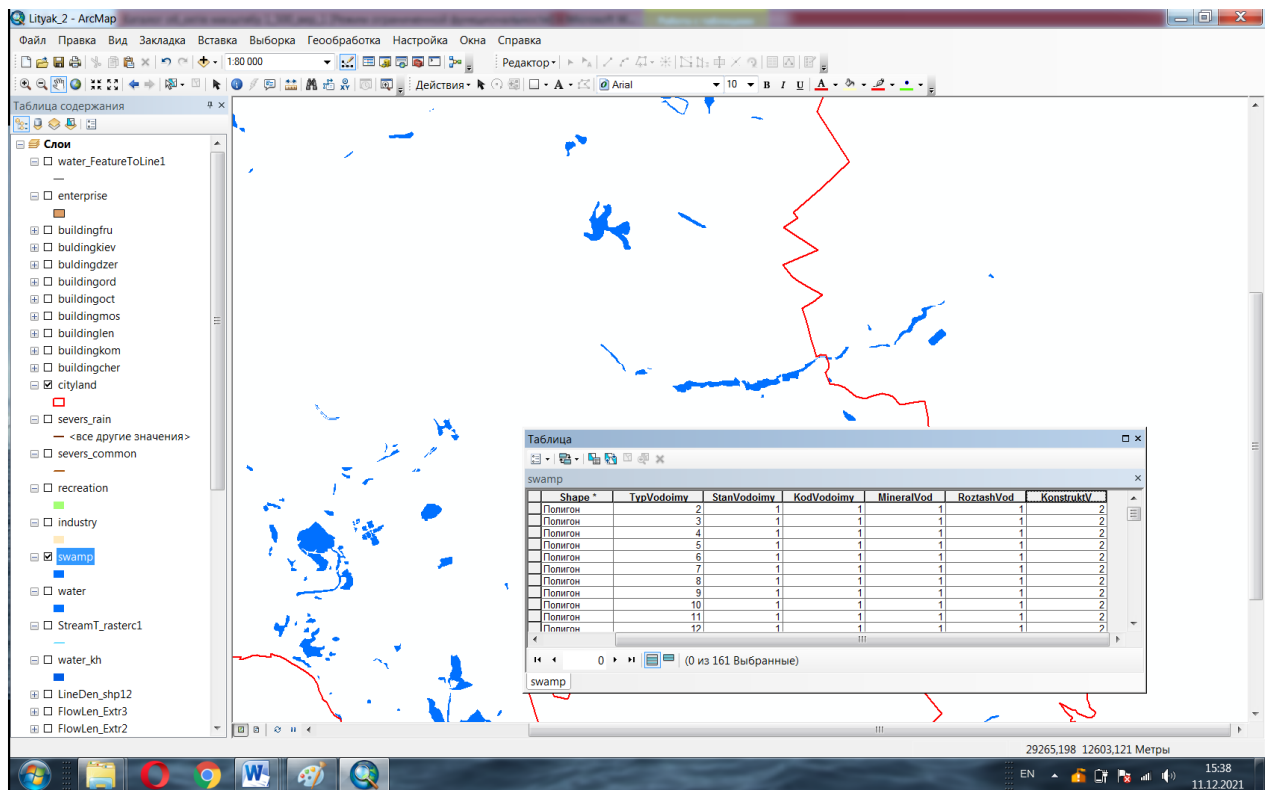 Lityak_2 - ArcMap
Файл Правка Вид Закладка Вставка Выборка Геообработка Настройка Окна Справка
1:80 000 Редактор
Действия A Arial 10 B I U A
Таблица содержания
Слои
water_FeatureToLine1
enterprise
buildingfru
buldingkiev
buldingdzer
buildingord
buildingoct
buildingmos
buildinglen
buildingkom
buildingcher
cityland
severs_rain
<все другие значения>
severs_common
recreation
industry
swamp
water
StreamT_rasterc1
water_kh
LineDen_shp12
FlowLen_Extr3
FlowLen_Extr2
Таблица
swamp
Shape * TypVodoimy StanVodoimy KodVodoimy MineralVod RoztashVod KonstruktV
Полигон 2 1 1 1 1 2
Полигон 3 1 1 1 1 2
Полигон 4 1 1 1 1 2
Полигон 5 1 1 1 1 2
Полигон 6 1 1 1 1 2
Полигон 7 1 1 1 1 2
Полигон 8 1 1 1 1 2
Полигон 9 1 1 1 1 2
Полигон 10 1 1 1 1 2
Полигон 11 1 1 1 1 2
Полигон 12 1 1 1 1 2
0 (0 из 161 Выбранные)
swamp
29265,198 12603,121 Метры
EN 15:38
11.12.2021